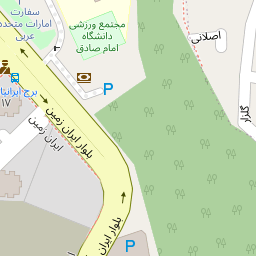 سفارت
امارات متحده
عربی
مجتمع ورزشی
دانشگاه
امام صادق
اصلانی
گلزار
P
برج ایرانیا
۱۷
بلوار ایران زمین
ایران زمین
بلوار ایران
P